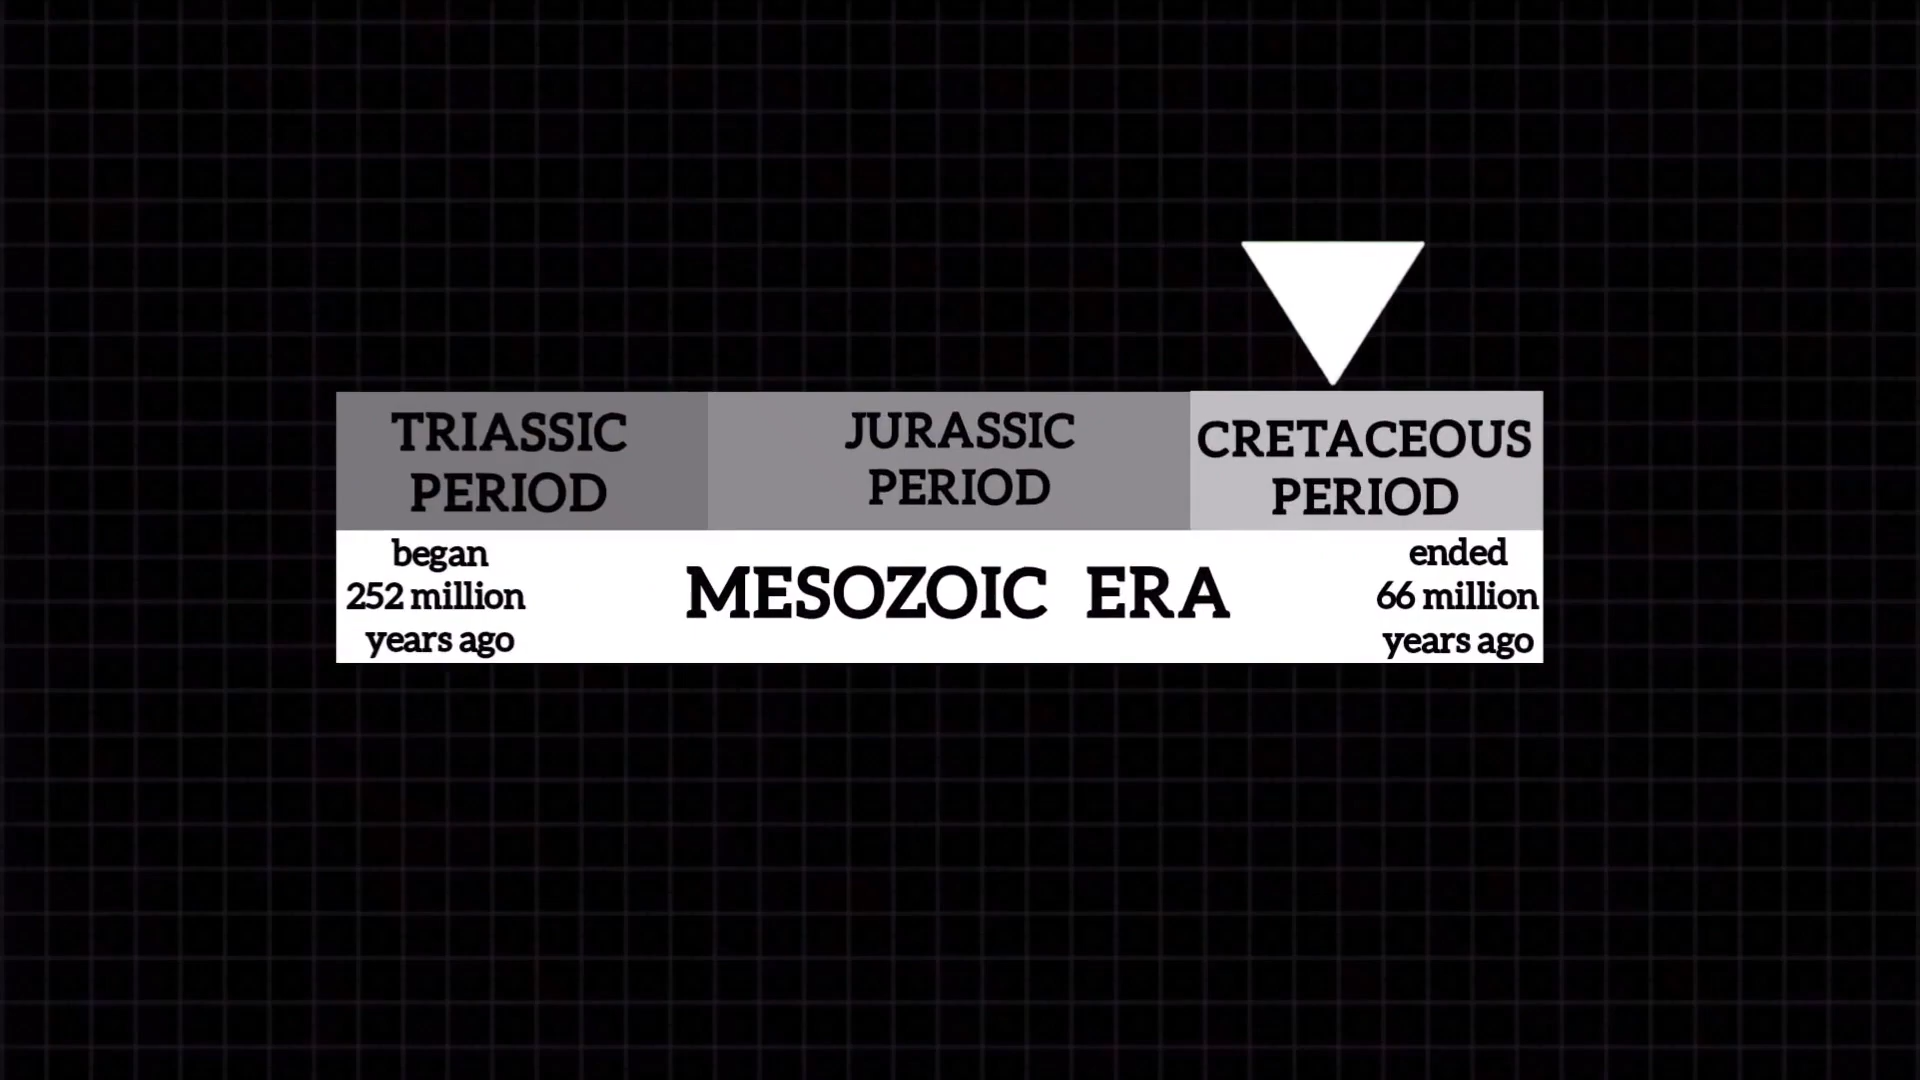 TRIASSIC
PERIOD
JURASSIC
PERIOD
CRETACEOUS
PERIOD
began
252 million
years ago
MESOZOIC ERA
ended
66 million
years ago